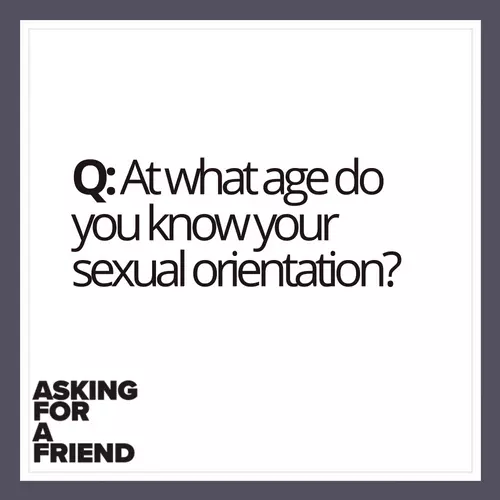 Q: At what age do
you know your
sexual orientation?
ASKING
FOR
A
FRIEND